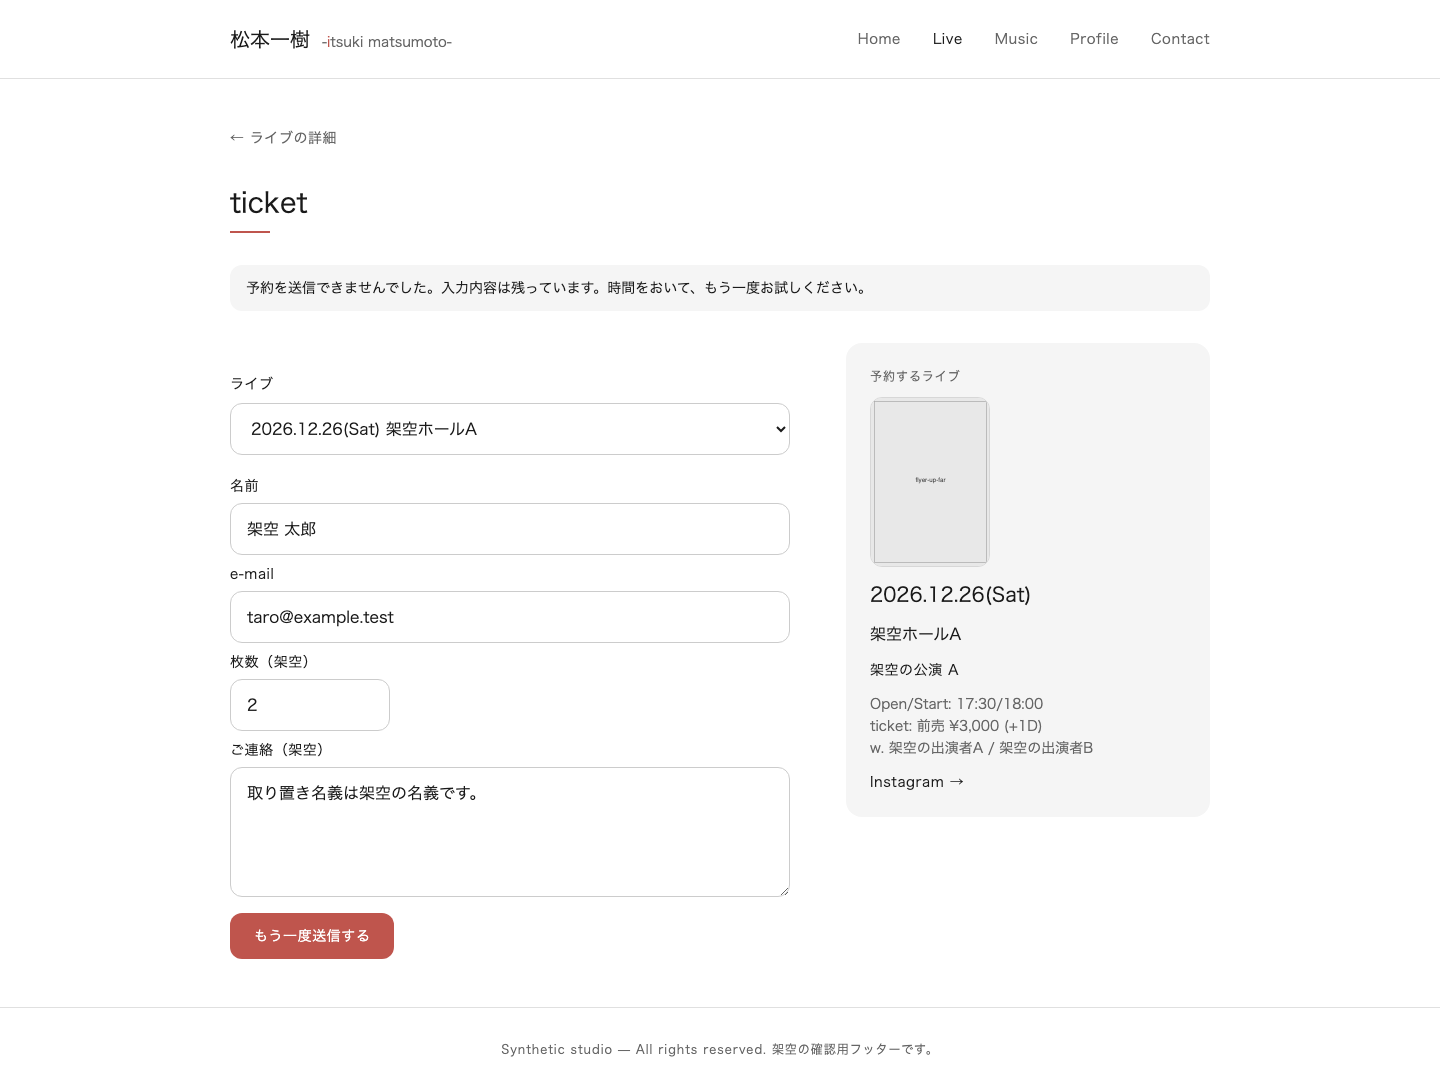 松本一樹 -itsuki matsumoto-
Home Live Music Profile Contact
← ライブの詳細
ticket
予約を送信できませんでした。入力内容は残っています。時間をおいて、もう一度お試しください。
ライブ
2026.12.26(Sat) 架空ホールA
名前
架空 太郎
e-mail
taro@example.test
枚数（架空）
2
ご連絡（架空）
取り置き名義は架空の名義です。
もう一度送信する
予約するライブ
flyer-up-far
2026.12.26(Sat)
架空ホールA
架空の公演 A
Open/Start: 17:30/18:00
ticket: 前売 ¥3,000 (+1D)
w. 架空の出演者A / 架空の出演者B
Instagram →
Synthetic studio — All rights reserved. 架空の確認用フッターです。